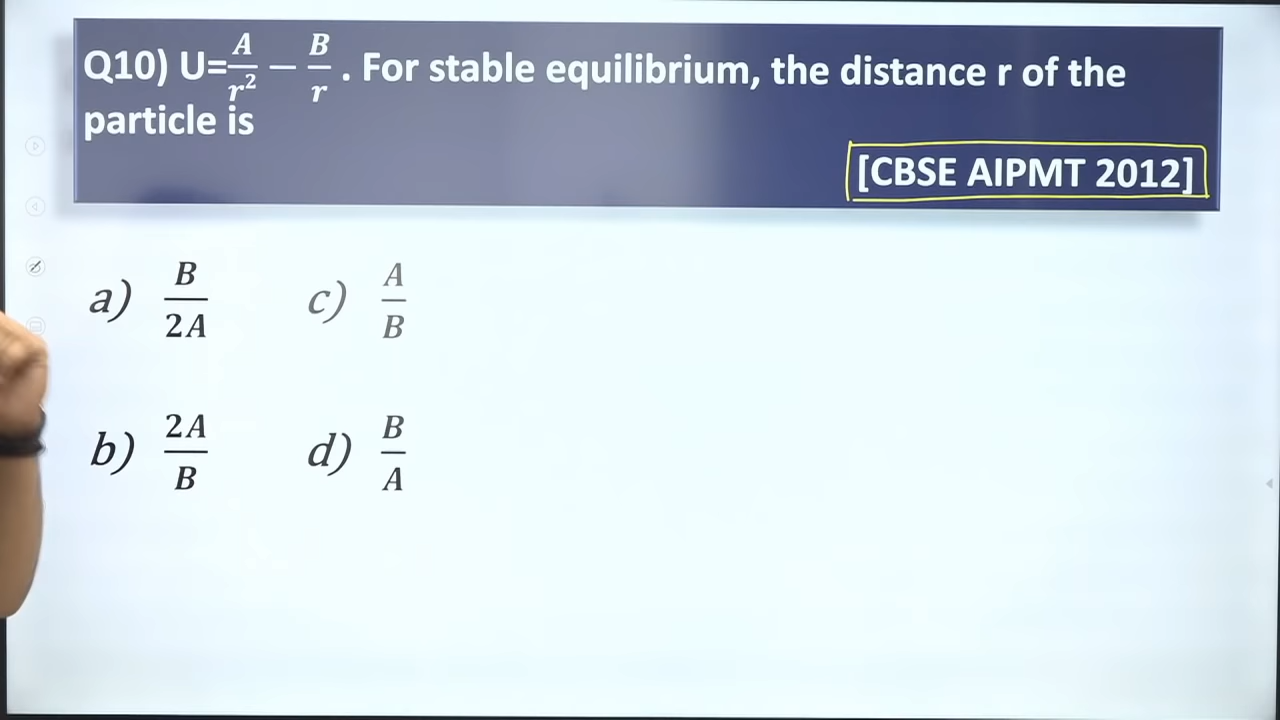 Q10) U=A/r² − B/r . For stable equilibrium, the distance r of the
particle is
[CBSE AIPMT 2012]
a) B/2A c) A/B
b) 2A/B d) B/A